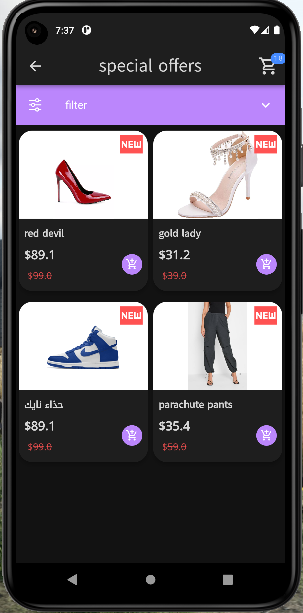 7:37
special offers
18
filter
NEW
NEW
red devil
gold lady
$89.1
$31.2
$99.0
$39.0
NEW
NEW
حذاء نايك
parachute pants
$89.1
$35.4
$99.0
$59.0